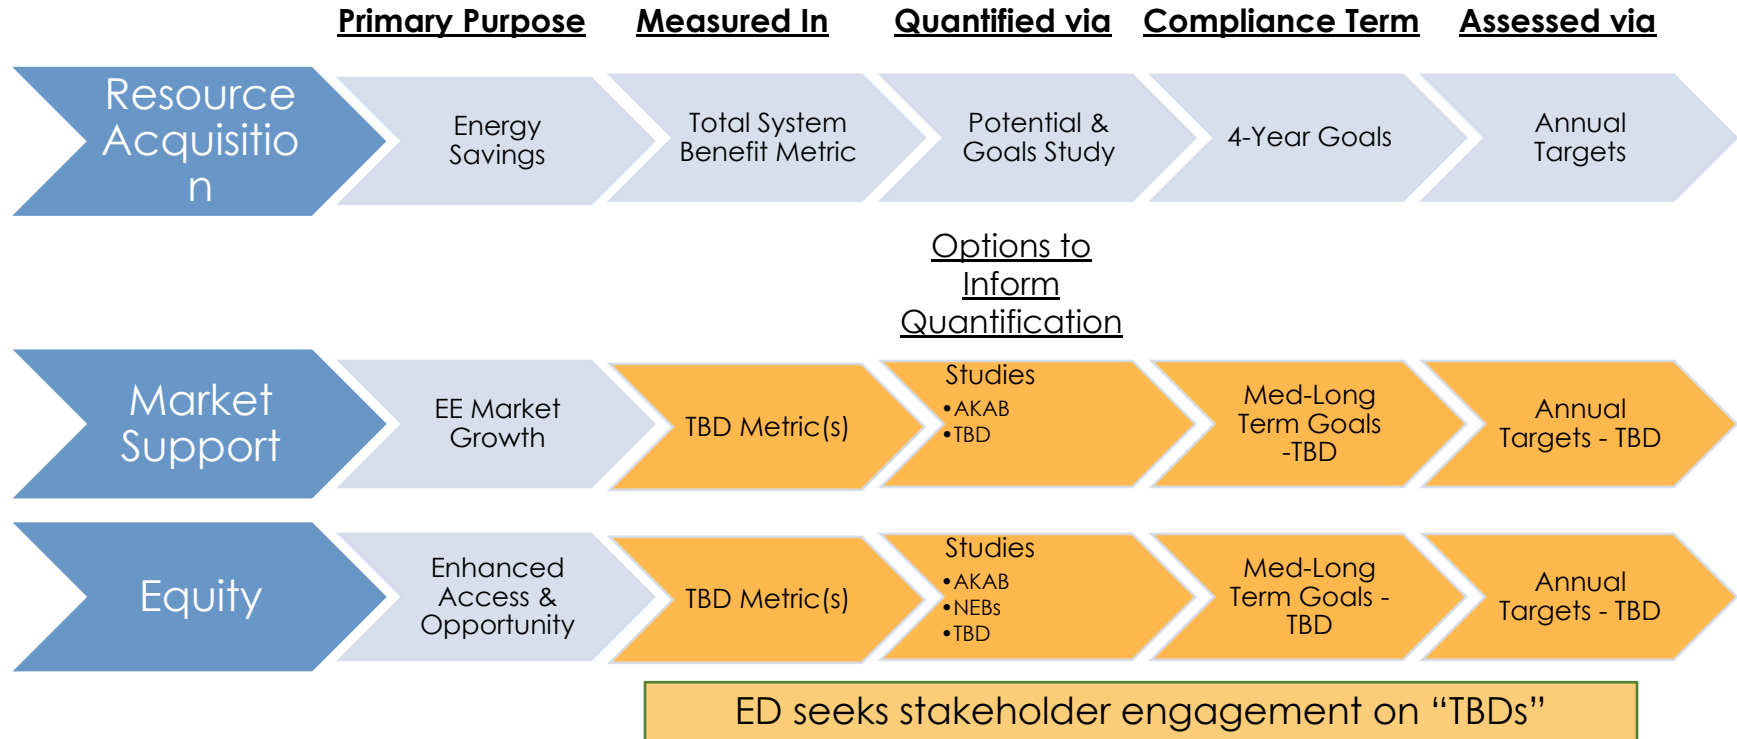 Primary Purpose Measured In Quantified via Compliance Term Assessed via
Resource
Acquisitio
n
Energy
Savings
Total System
Benefit Metric
Potential &
Goals Study
4-Year Goals
Annual
Targets
Options to
Inform
Quantification
Market
Support
EE Market
Growth
TBD Metric(s)
Studies
•AKAB
•TBD
Med-Long
Term Goals
-TBD
Annual
Targets - TBD
Equity
Enhanced
Access &
Opportunity
TBD Metric(s)
Studies
•AKAB
•NEBs
•TBD
Med-Long
Term Goals -
TBD
Annual
Targets - TBD
ED seeks stakeholder engagement on “TBDs”